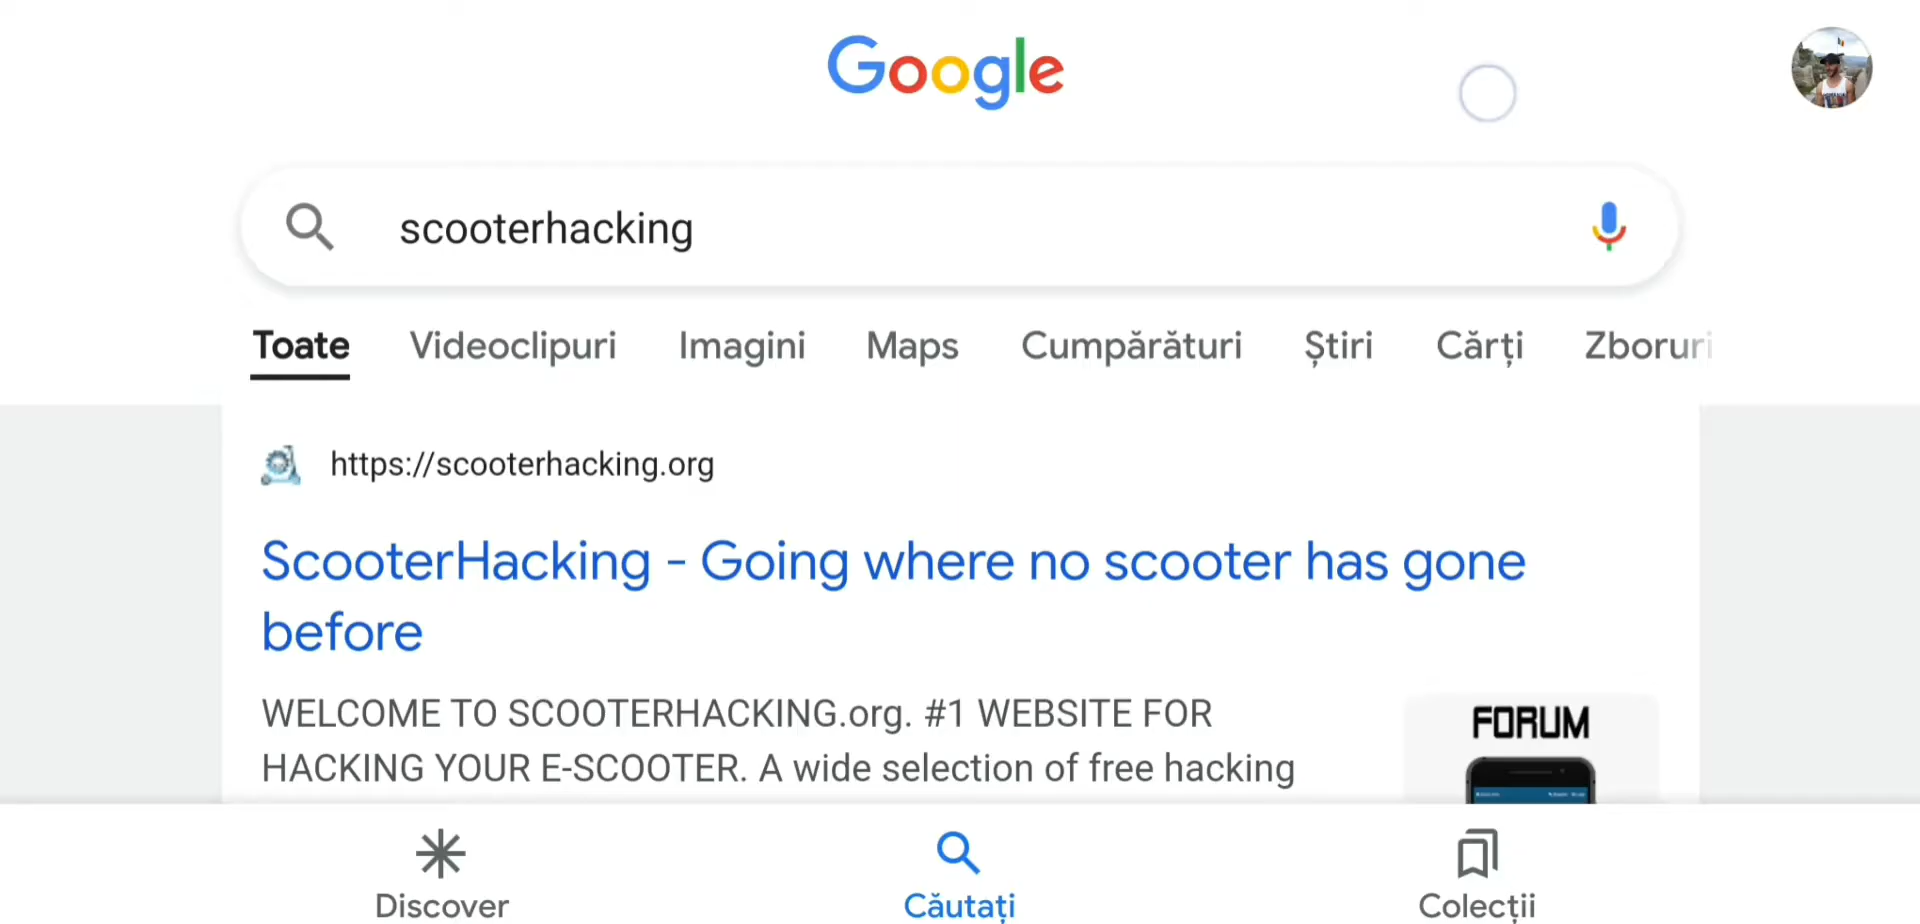 Google
scooterhacking
Toate Videoclipuri Imagini Maps Cumpărături Știri Cărți Zboruri
https://scooterhacking.org
ScooterHacking - Going where no scooter has gone
before
WELCOME TO SCOOTERHACKING.org. #1 WEBSITE FOR
HACKING YOUR E-SCOOTER. A wide selection of free hacking
FORUM
Discover Căutați Colecții